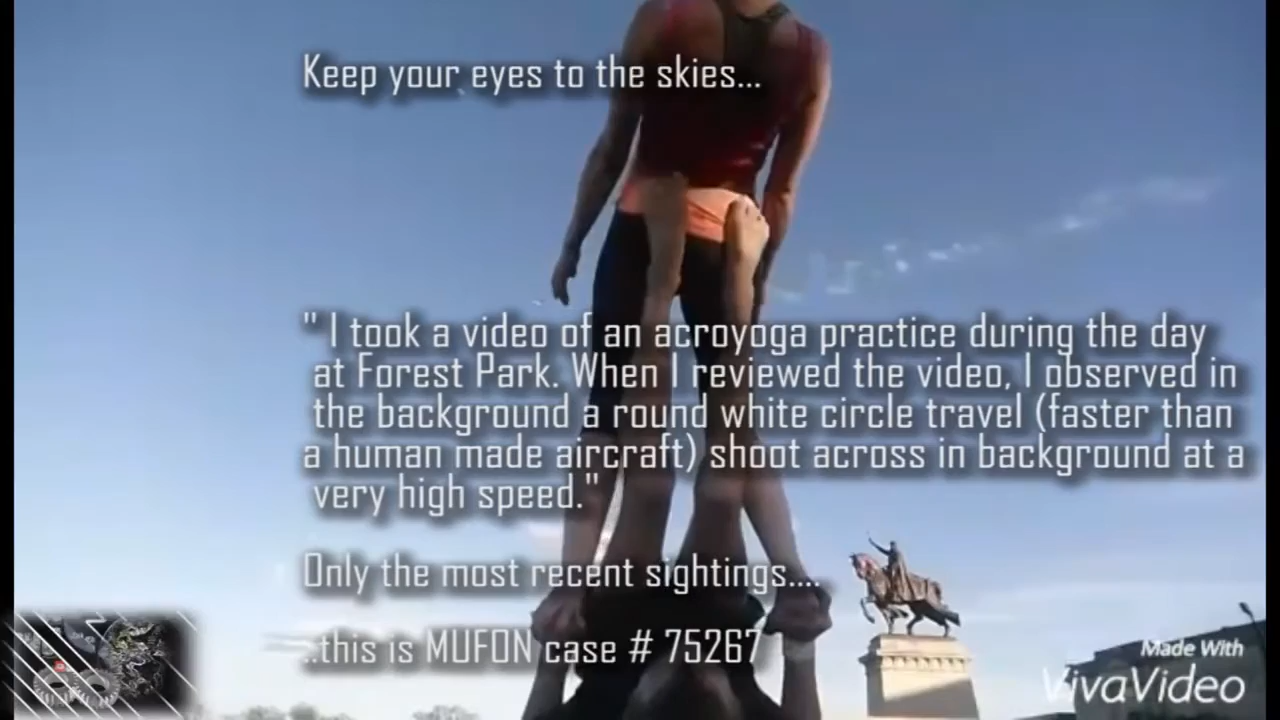 Keep your eyes to the skies...
" I took a video of an acroyoga practice during the day
at Forest Park. When I reviewed the video, I observed in
the background a round white circle travel (faster than
a human made aircraft) shoot across in background at a
very high speed."
Only the most recent sightings....
..this is MUFON case # 75267
Made With
VivaVideo